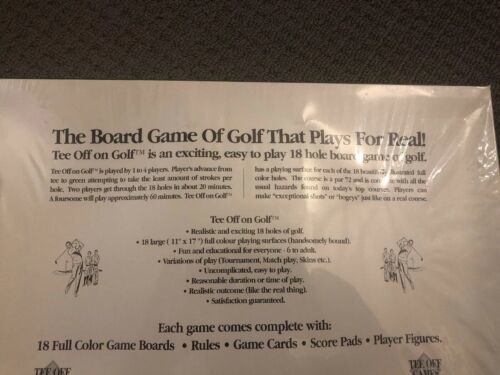 The Board Game Of Golf That Plays For Real!
Tee Off on Golf™ is an exciting, easy to play 18 hole board game of golf.
Tee Off on Golf™ is played by 1 to 4 players. Player's advance from
tee to green attempting to take the least amount of strokes per
hole. Two players get through the 18 holes in about 20 minutes.
A foursome will play approximately 60 minutes. Tee Off on Golf™
has a playing surface for each of the 18 beautifully illustrated full
color holes. The course is a par 72 and is complete with all the
usual hazards found on today's top courses. Players can
make "exceptional shots" or "bogeys" just like on a real course.
Tee Off on Golf™
• Realistic and exciting 18 holes of golf.
• 18 large ( 11" x 17 ") full colour playing surfaces (handsomely bound).
• Fun and educational for everyone - 6 to adult.
• Variations of play (Tournament, Match play, Skins etc.).
• Uncomplicated, easy to play.
• Reasonable duration or time of play.
• Realistic outcome (like the real thing).
• Satisfaction guaranteed.
Each game comes complete with:
18 Full Color Game Boards • Rules • Game Cards • Score Pads • Player Figures.
TEE OFF
TEE OFF
GAMES